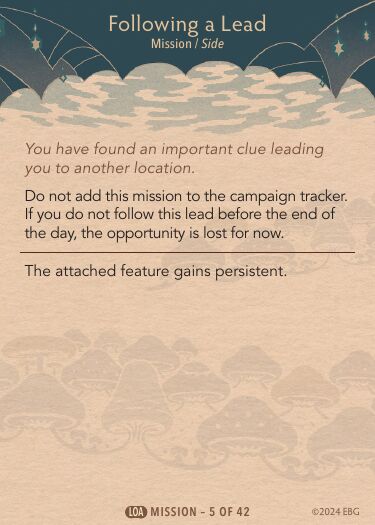 Following a Lead
Mission / Side
You have found an important clue leading
you to another location.
Do not add this mission to the campaign tracker.
If you do not follow this lead before the end of
the day, the opportunity is lost for now.
The attached feature gains persistent.
LOA MISSION – 5 OF 42
©2024 EBG